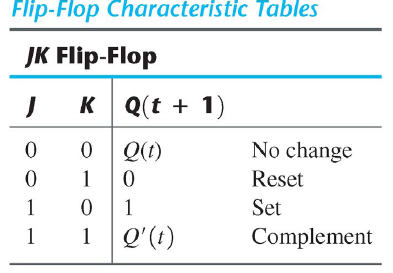 Flip-Flop Characteristic Tables
JK Flip-Flop
J K Q(t + 1)
0 0 Q(t) No change
0 1 0 Reset
1 0 1 Set
1 1 Q′(t) Complement